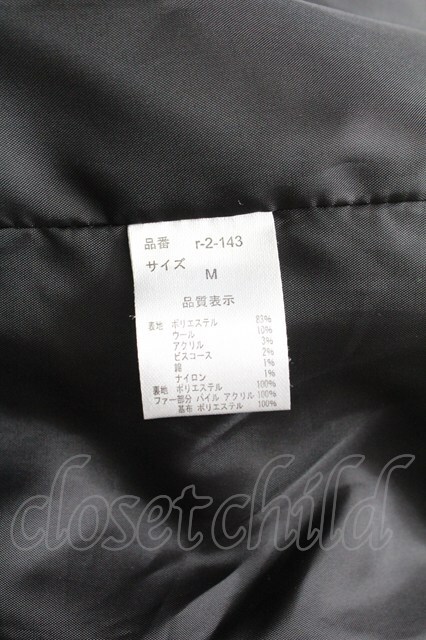 品番 r-2-143
サイズ
M
品質表示
表地 ポリエステル 83%
ウール 10%
アクリル 3%
ビスコース 2%
綿 1%
ナイロン 1%
裏地 ポリエステル 100%
ファー部分 パイル アクリル 100%
基布 ポリエステル 100%
closet child